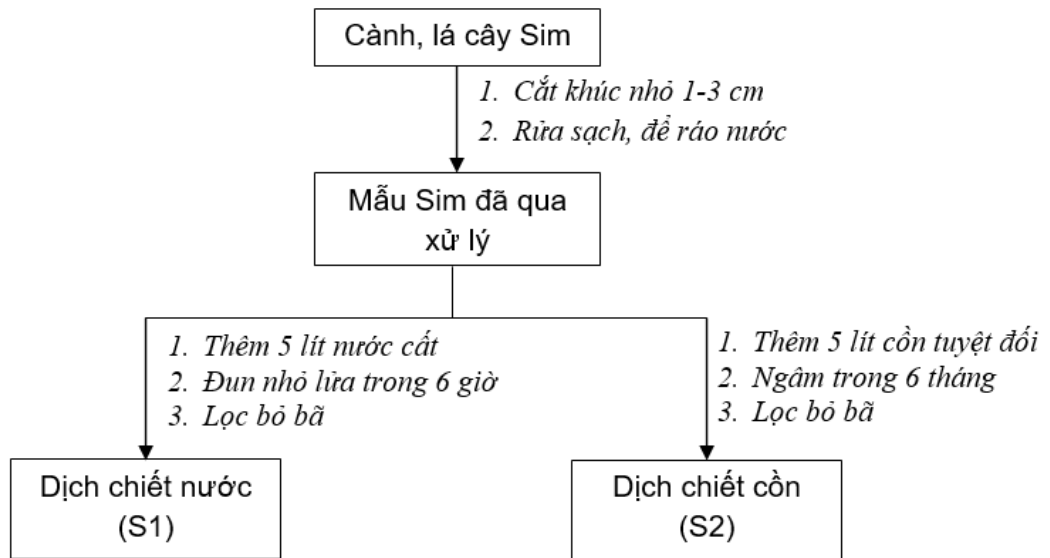 Cành, lá cây Sim
1. Cắt khúc nhỏ 1-3 cm
2. Rửa sạch, để ráo nước
Mẫu Sim đã qua
xử lý
1. Thêm 5 lít nước cất
2. Đun nhỏ lửa trong 6 giờ
3. Lọc bỏ bã
1. Thêm 5 lít cồn tuyệt đối
2. Ngâm trong 6 tháng
3. Lọc bỏ bã
Dịch chiết nước
(S1)
Dịch chiết cồn
(S2)